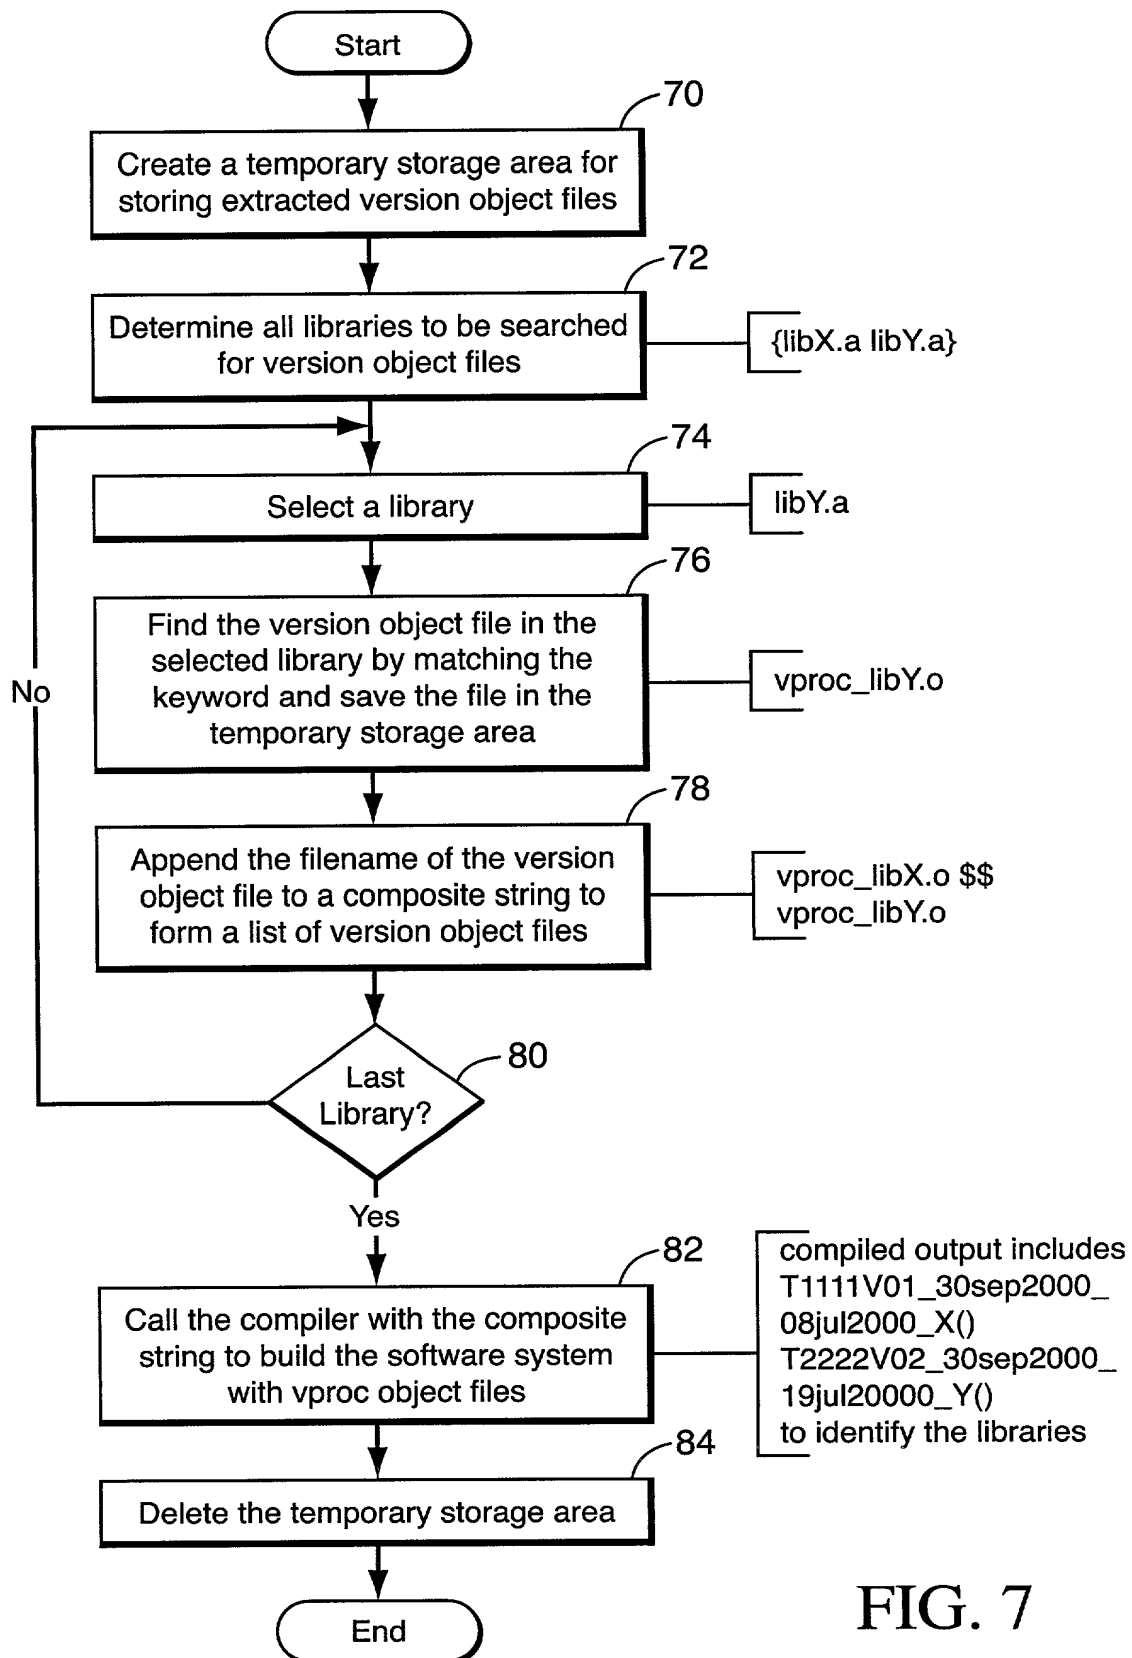 Start
70
Create a temporary storage area for
storing extracted version object files
72
Determine all libraries to be searched
for version object files
{libX.a libY.a}
74
Select a library
libY.a
76
Find the version object file in the
selected library by matching the
keyword and save the file in the
temporary storage area
vproc_libY.o
No
78
Append the filename of the version
object file to a composite string to
form a list of version object files
vproc_libX.o $$
vproc_libY.o
80
Last
Library?
Yes
82
Call the compiler with the composite
string to build the software system
with vproc object files
compiled output includes
T1111V01_30sep2000_
08jul2000_X()
T2222V02_30sep2000_
19jul20000_Y()
to identify the libraries
84
Delete the temporary storage area
End
FIG. 7